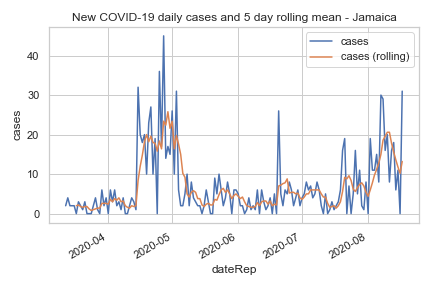 New COVID-19 daily cases and 5 day rolling mean - Jamaica
cases
cases (rolling)
40
30
20
10
0
cases
2020-04
2020-05
2020-06
2020-07
2020-08
dateRep